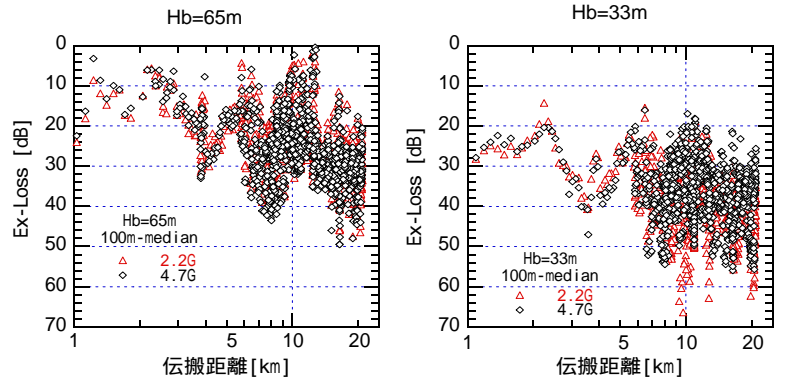 Hb=65m
0
10
20
30
40
50
60
70
Ex-Loss [dB]
Hb=65m
100m-median
2.2G
4.7G
1
5
10
20
伝搬距離[km]
Hb=33m
0
10
20
30
40
50
60
70
Ex-Loss [dB]
Hb=33m
100m-median
2.2G
4.7G
1
5
10
20
伝搬距離[km]